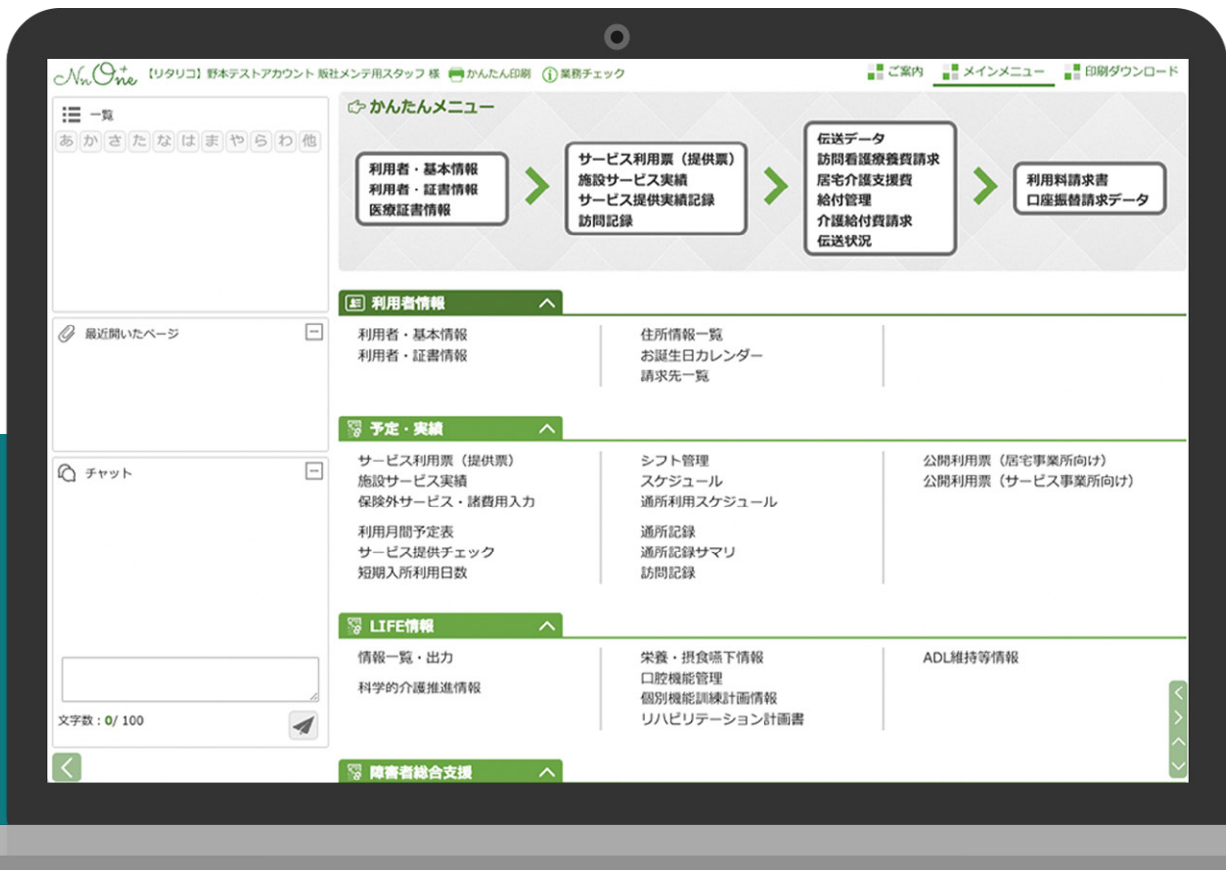 NnOne
【リタリコ】野本テストアカウント 販社メンテ用スタッフ 様 かんたん印刷 業務チェック
ご案内 メインメニュー 印刷ダウンロード
一覧
あ か さ た な は ま や ら わ 他
最近開いたページ
チャット
文字数:0/ 100
かんたんメニュー
利用者・基本情報
利用者・証書情報
医療証書情報
サービス利用票（提供票）
施設サービス実績
サービス提供実績記録
訪問記録
伝送データ
訪問看護療養費請求
居宅介護支援費
給付管理
介護給付費請求
伝送状況
利用料請求書
口座振替請求データ
利用者情報
利用者・基本情報
利用者・証書情報
住所情報一覧
お誕生日カレンダー
請求先一覧
予定・実績
サービス利用票（提供票）
施設サービス実績
保険外サービス・諸費用入力
利用月間予定表
サービス提供チェック
短期入所利用日数
シフト管理
スケジュール
通所利用スケジュール
通所記録
通所記録サマリ
訪問記録
公開利用票（居宅事業所向け）
公開利用票（サービス事業所向け）
LIFE情報
情報一覧・出力
科学的介護推進情報
栄養・摂食嚥下情報
口腔機能管理
個別機能訓練計画情報
リハビリテーション計画書
ADL維持等情報
障害者総合支援